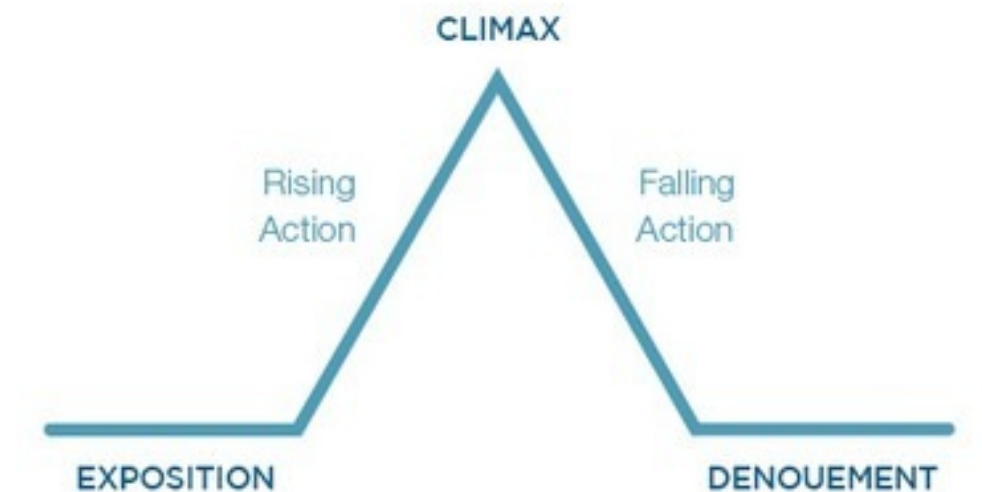 CLIMAX
Rising
Action
Falling
Action
EXPOSITION
DENOUEMENT